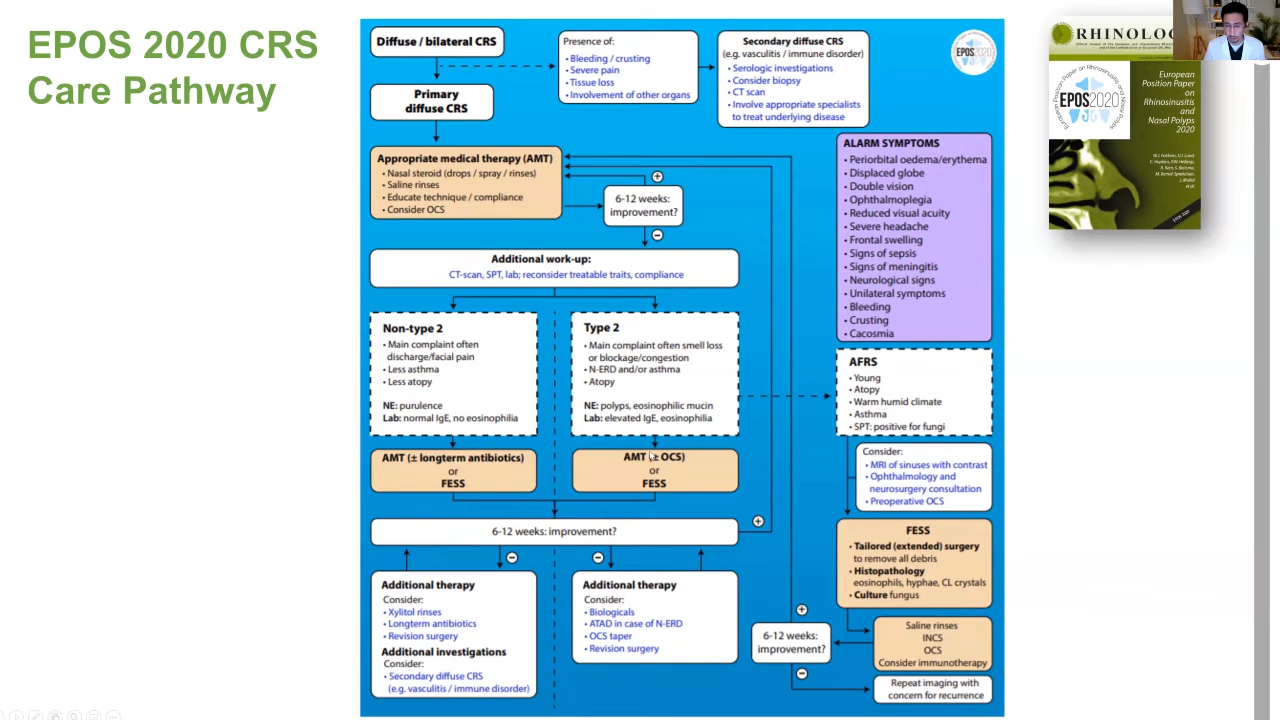 EPOS 2020 CRS
Care Pathway
Diffuse / bilateral CRS
Presence of:
• Bleeding / crusting
• Severe pain
• Tissue loss
• Involvement of other organs
Secondary diffuse CRS
(e.g. vasculitis / immune disorder)
• Serologic investigations
• Consider biopsy
• CT scan
• Involve appropriate specialists
to treat underlying disease
EPOS2020
Primary
diffuse CRS
Appropriate medical therapy (AMT)
• Nasal steroid (drops / spray / rinses)
• Saline rinses
• Educate technique / compliance
• Consider OCS
+
6-12 weeks:
improvement?
−
Additional work-up:
CT-scan, SPT, lab; reconsider treatable traits, compliance
Non-type 2
• Main complaint often
discharge/facial pain
• Less asthma
• Less atopy
NE: purulence
Lab: normal IgE, no eosinophilia
Type 2
• Main complaint often smell loss
or blockage/congestion
• N-ERD and/or asthma
• Atopy
NE: polyps, eosinophilic mucin
Lab: elevated IgE, eosinophilia
AMT (± longterm antibiotics)
or
FESS
AMT (± OCS)
or
FESS
6-12 weeks: improvement?
+
−
−
Additional therapy
Consider:
• Xylitol rinses
• Longterm antibiotics
• Revision surgery
Additional investigations
Consider:
• Secondary diffuse CRS
(e.g. vasculitis / immune disorder)
Additional therapy
Consider:
• Biologicals
• ATAD in case of N-ERD
• OCS taper
• Revision surgery
ALARM SYMPTOMS
• Periorbital oedema/erythema
• Displaced globe
• Double vision
• Ophthalmoplegia
• Reduced visual acuity
• Severe headache
• Frontal swelling
• Signs of sepsis
• Signs of meningitis
• Neurological signs
• Unilateral symptoms
• Bleeding
• Crusting
• Cacosmia
AFRS
• Young
• Atopy
• Warm humid climate
• Asthma
• SPT: positive for fungi
Consider:
• MRI of sinuses with contrast
• Ophthalmology and
neurosurgery consultation
• Preoperative OCS
FESS
• Tailored (extended) surgery
to remove all debris
• Histopathology
eosinophils, hyphae, CL crystals
• Culture fungus
Saline rinses
INCS
OCS
Consider immunotherapy
+
6-12 weeks:
improvement?
−
Repeat imaging with
concern for recurrence
RHINOLO
EPOS2020
European
Position Paper
on
Rhinosinusitis
and
Nasal Polyps
2020